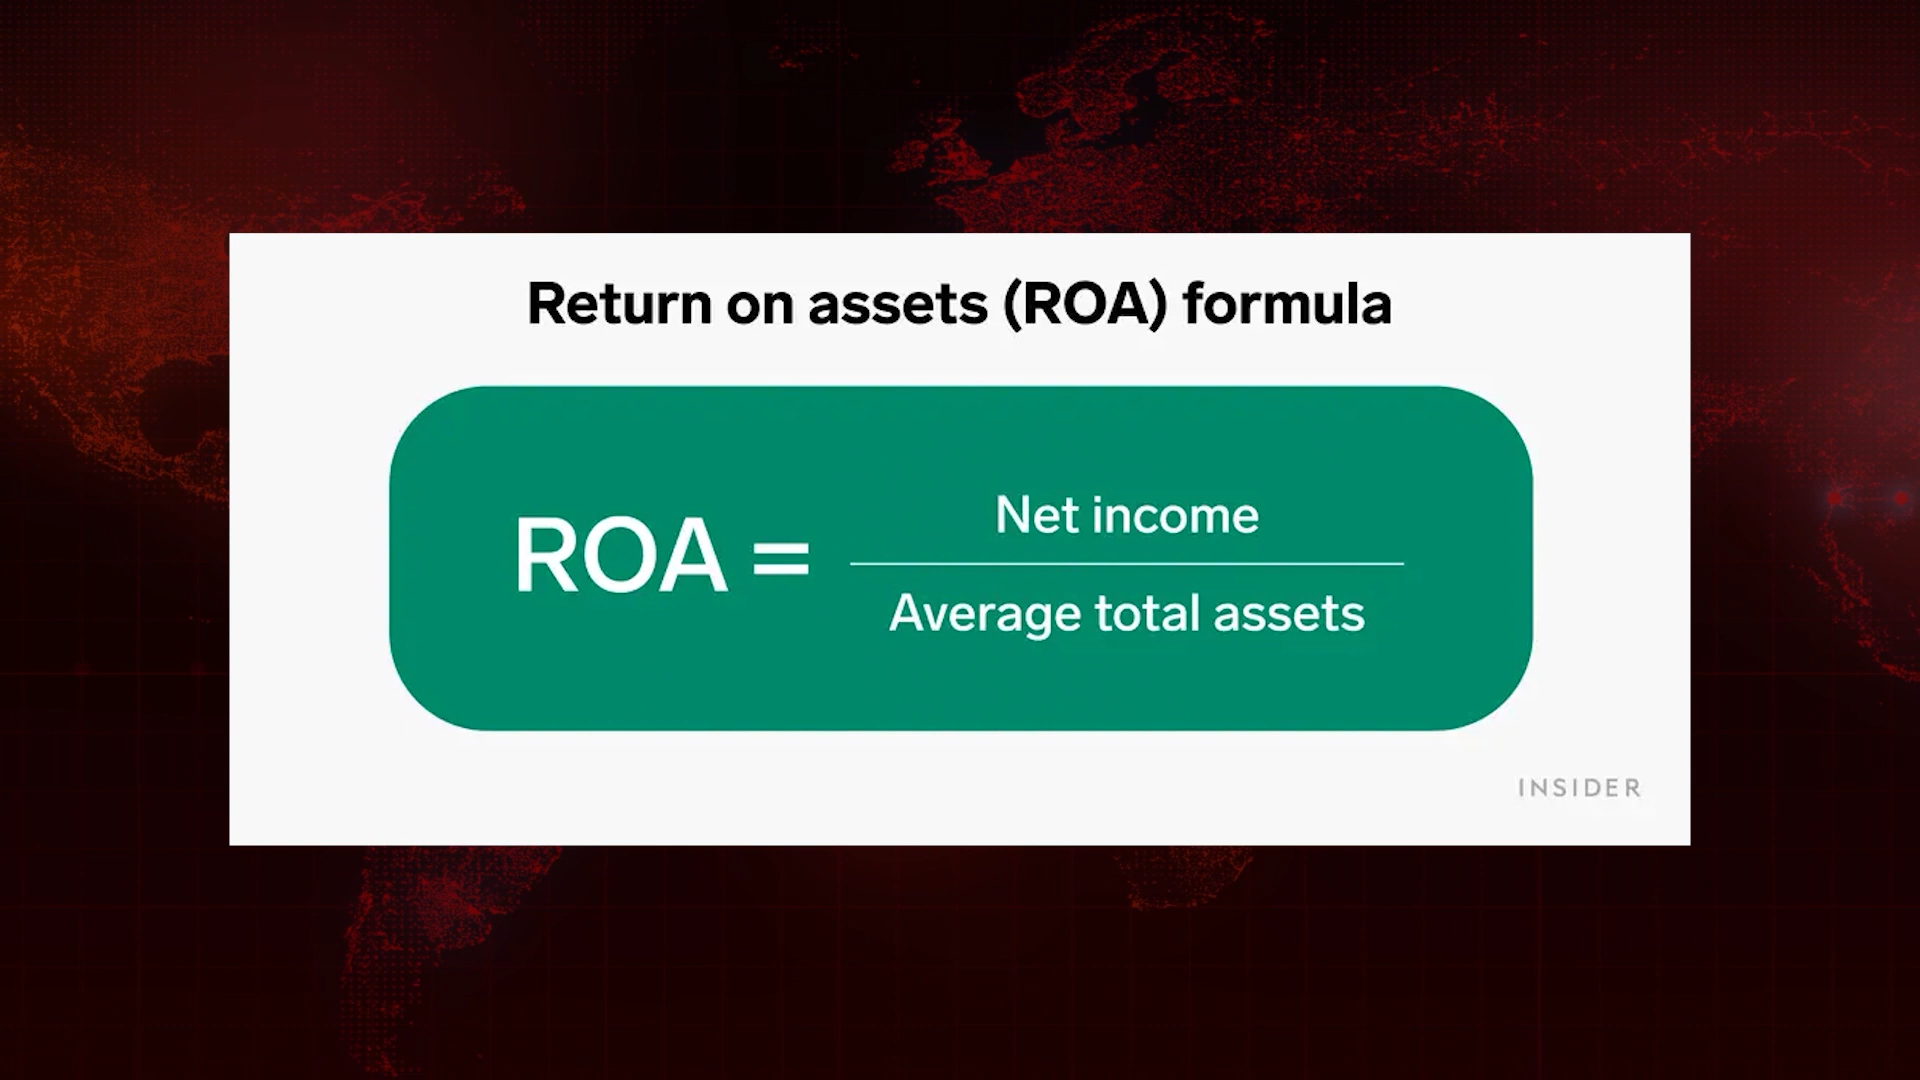 Return on assets (ROA) formula
ROA =
Net income
Average total assets
INSIDER